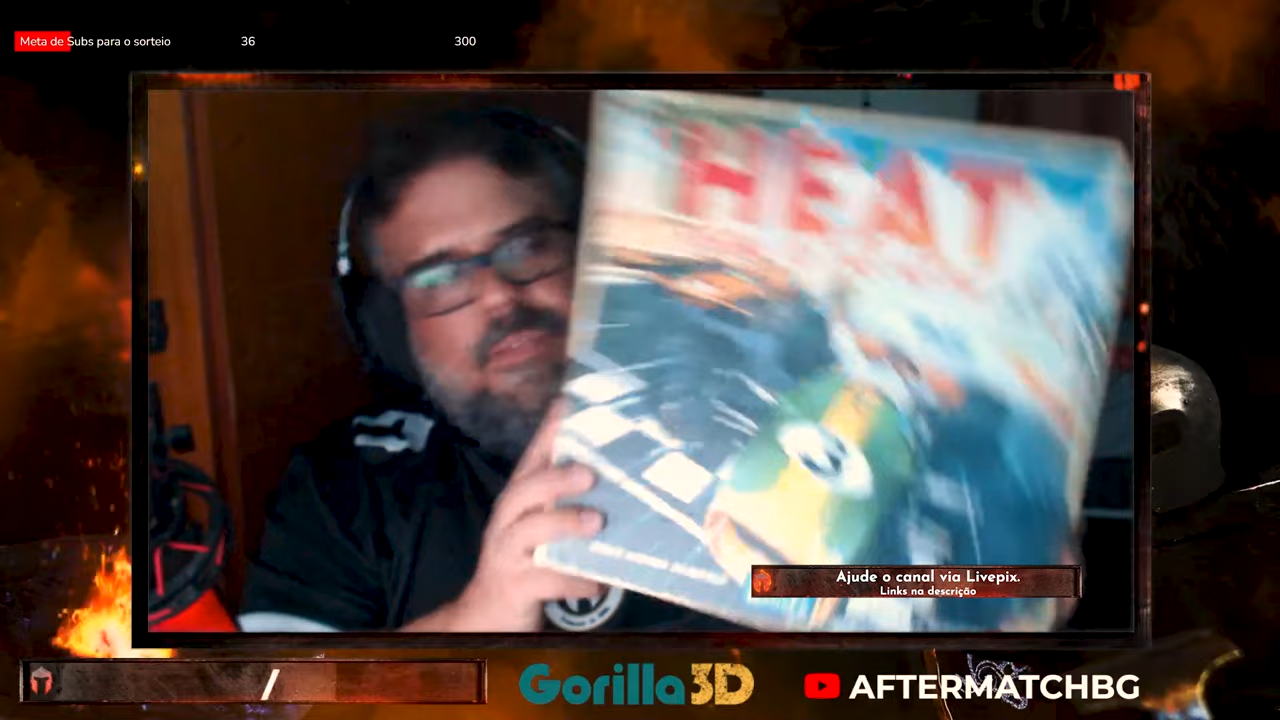 Meta de Subs para o sorteio 36 300
HEAT
Ajude o canal via Livepix.
Links na descrição
/
Gorilla3D
AFTERMATCHBG